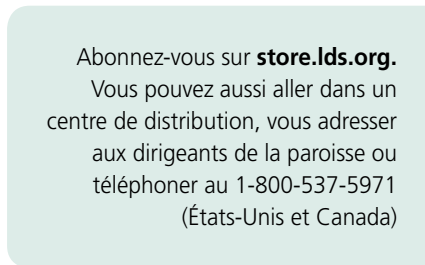 Abonnez-vous sur store.lds.org.
Vous pouvez aussi aller dans un
centre de distribution, vous adresser
aux dirigeants de la paroisse ou
téléphoner au 1-800-537-5971
(États-Unis et Canada)